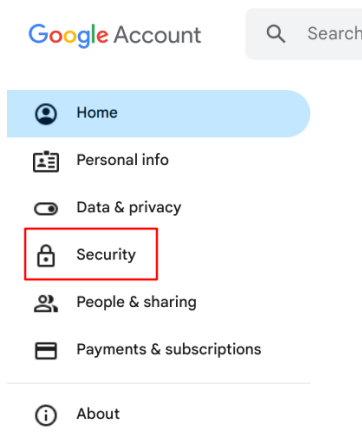 Google Account
Search
Home
Personal info
Data & privacy
Security
People & sharing
Payments & subscriptions
About